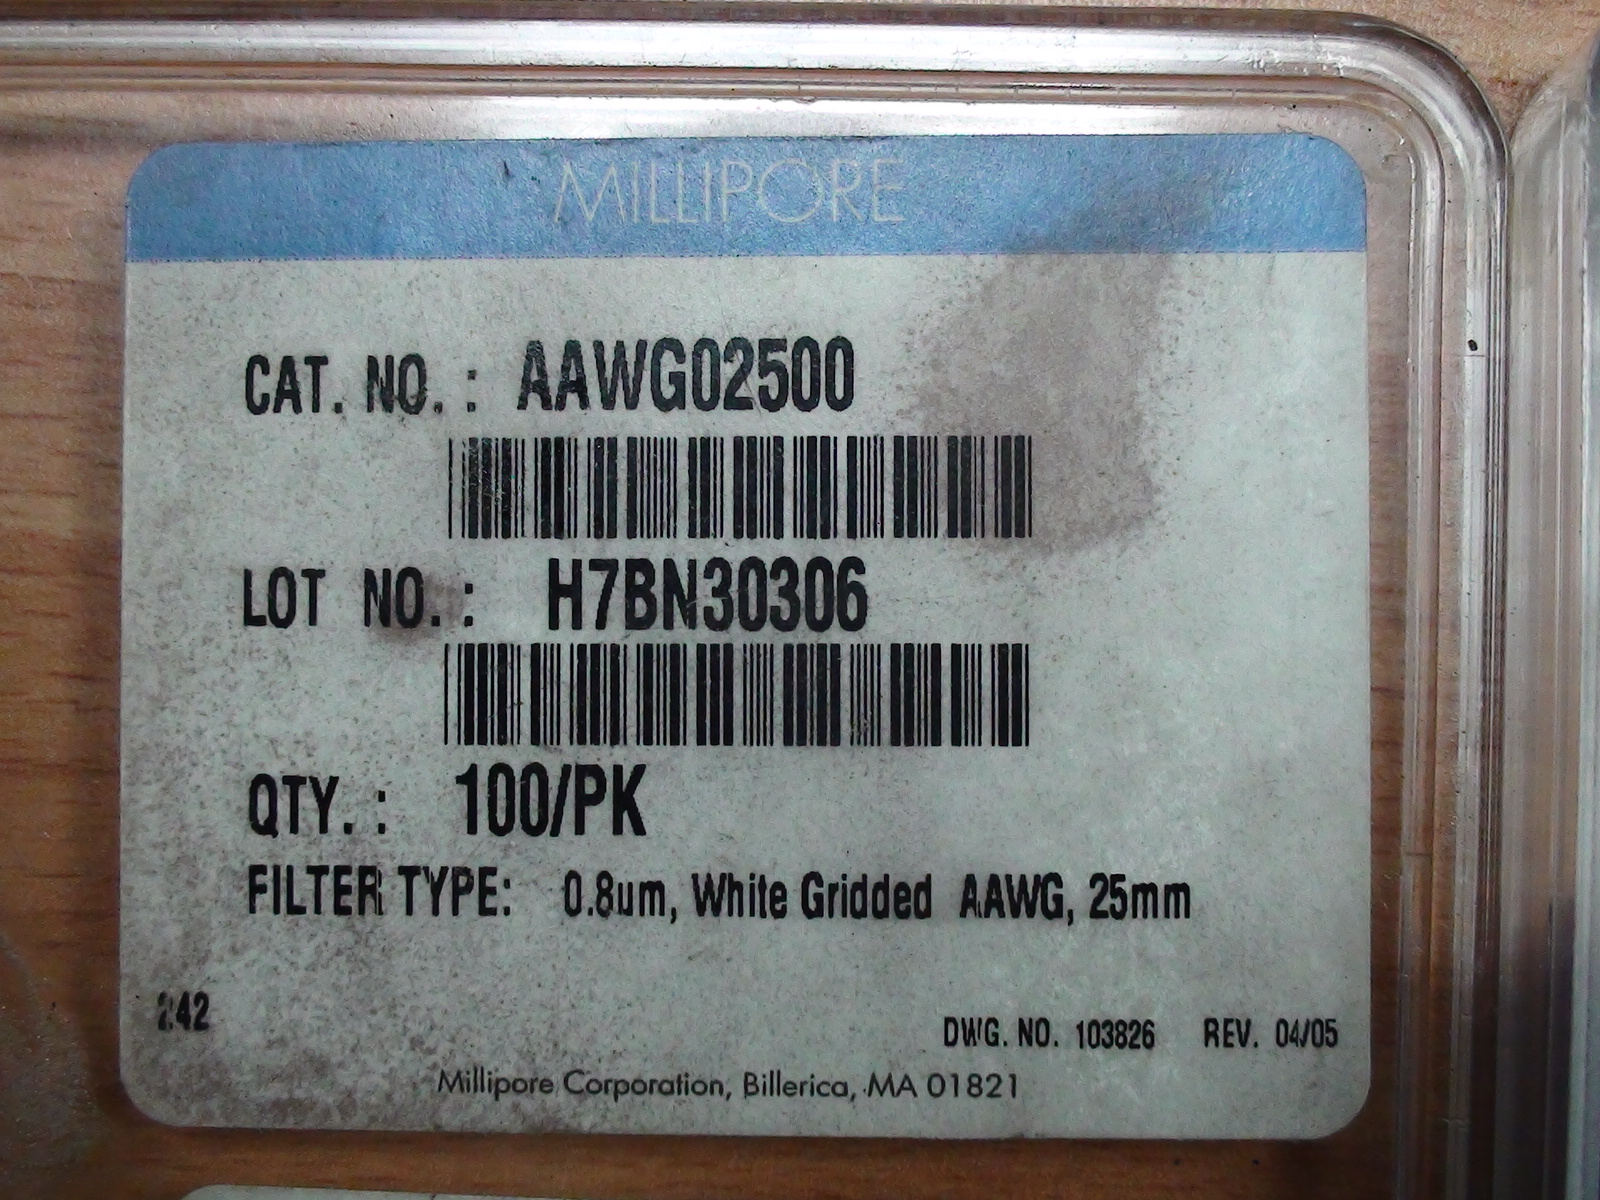 MILLIPORE
CAT. NO. : AAWG02500
LOT NO. : H7BN30306
QTY. : 100/PK
FILTER TYPE: 0.8um, White Gridded AAWG, 25mm
242
DWG. NO. 103826 REV. 04/05
Millipore Corporation, Billerica, MA 01821